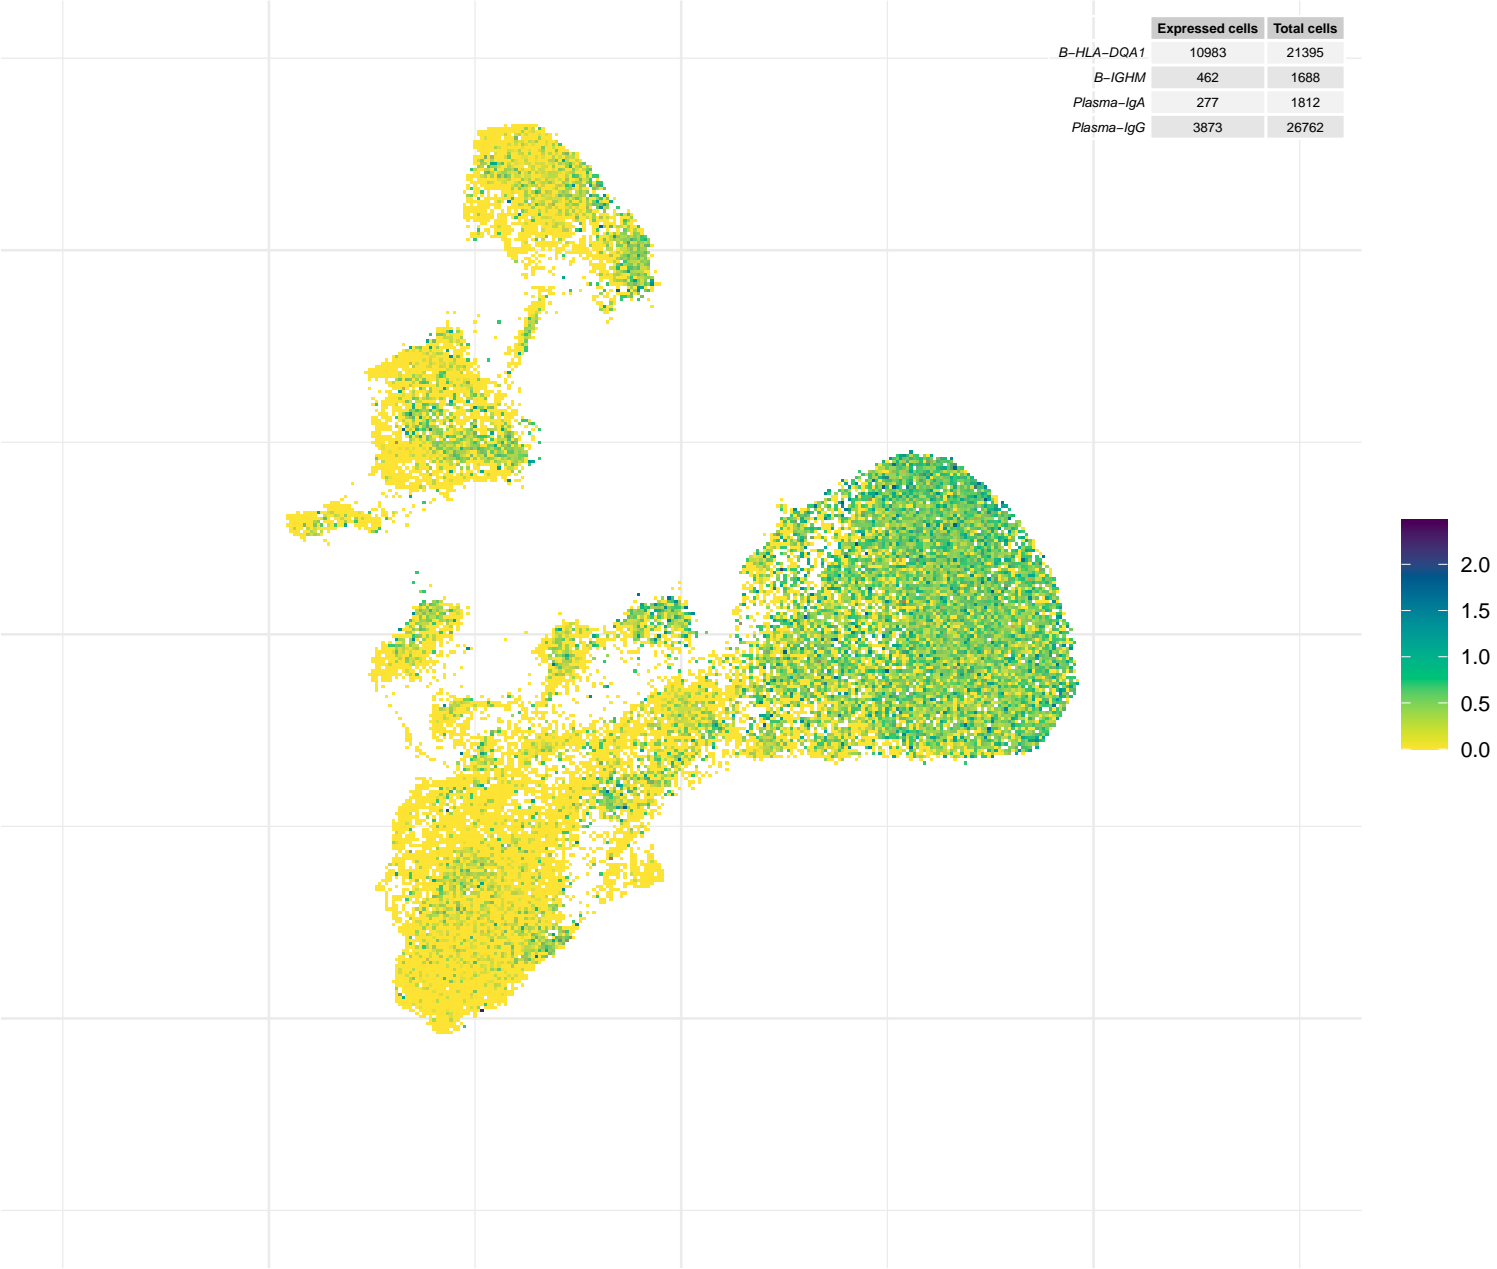 Expressed cells Total cells
B−HLA−DQA1 10983 21395
B−IGHM 462 1688
Plasma−IgA 277 1812
Plasma−IgG 3873 26762
2.0
1.5
1.0
0.5
0.0